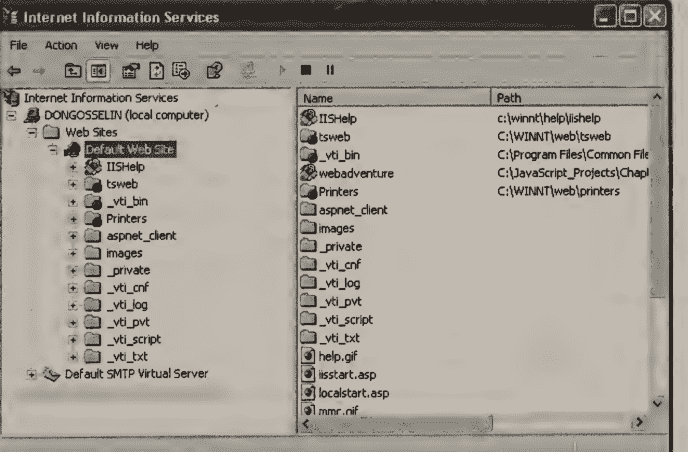 Internet Information Services
File Action View Help
Internet Information Services
DONGOSSELIN (local computer)
Web Sites
Default Web Site
IISHelp
tsweb
_vti_bin
Printers
aspnet_client
images
_private
_vti_cnf
_vti_log
_vti_pvt
_vti_script
_vti_txt
Default SMTP Virtual Server
Name Path
IISHelp c:\winnt\help\iishelp
tsweb C:\WINNT\web\tsweb
_vti_bin C:\Program Files\Common File
webadventure C:\JavaScript_Projects\Chapt
Printers C:\WINNT\web\printers
aspnet_client
images
_private
_vti_cnf
_vti_log
_vti_pvt
_vti_script
_vti_txt
help.gif
iisstart.asp
localstart.asp
mmc.gif